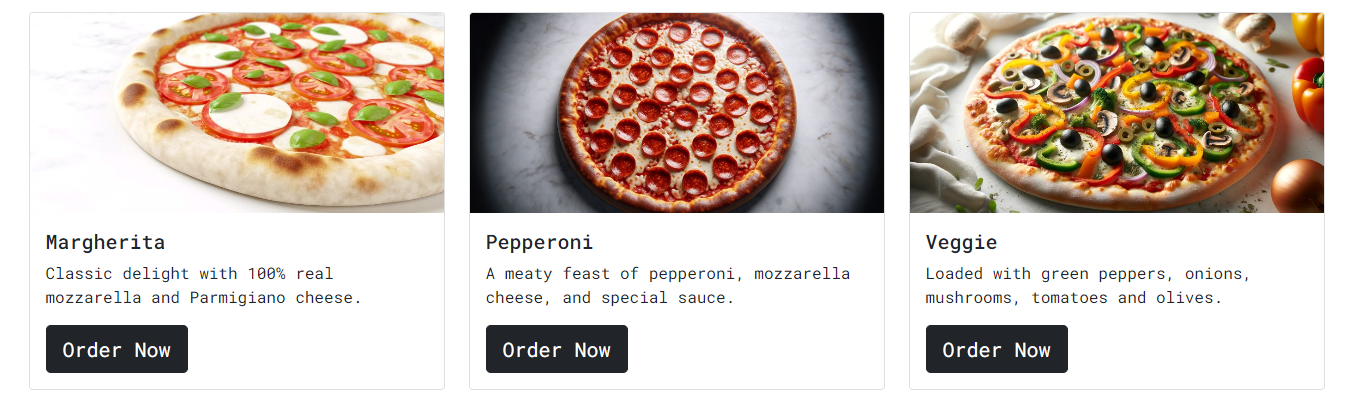 Margherita
Classic delight with 100% real
mozzarella and Parmigiano cheese.
Order Now
Pepperoni
A meaty feast of pepperoni, mozzarella
cheese, and special sauce.
Order Now
Veggie
Loaded with green peppers, onions,
mushrooms, tomatoes and olives.
Order Now